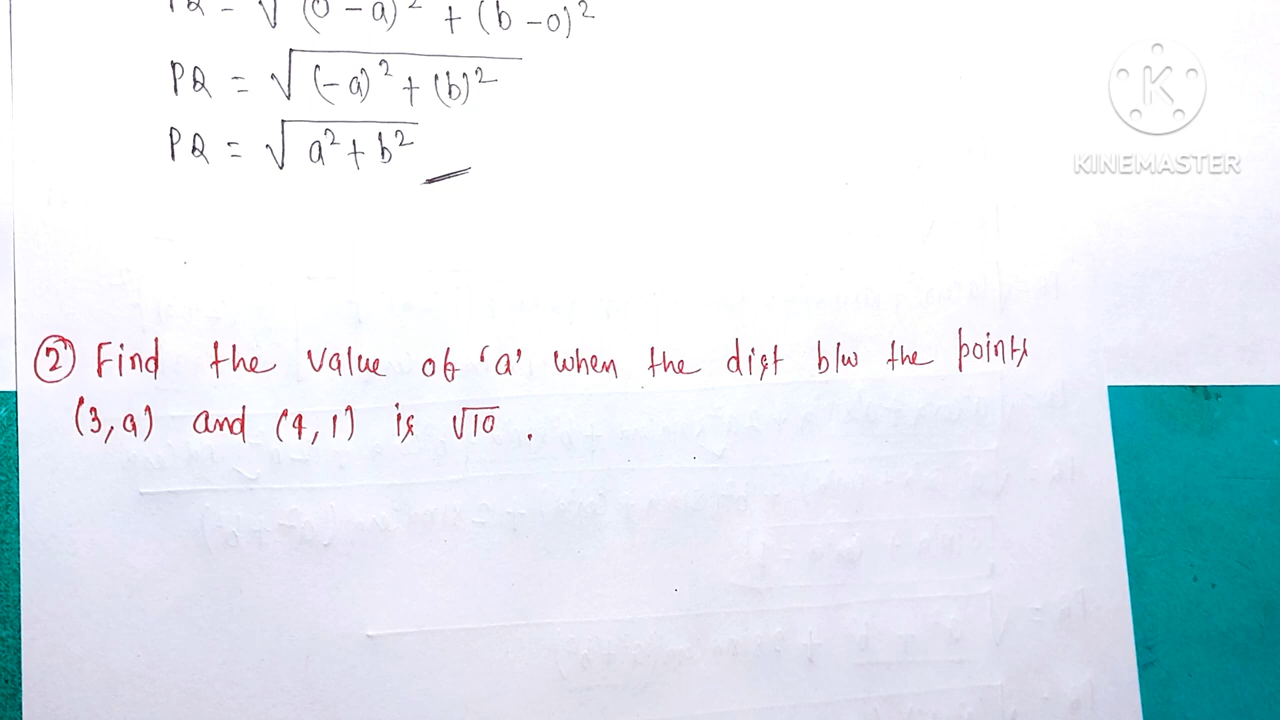 PQ = √(0-a)² + (b-0)²
PQ = √(-a)² + (b)²
PQ = √a² + b²
K
KINEMASTER
② Find the value of 'a' when the dist b/w the points
(3, a) and (4, 1) is √10 .